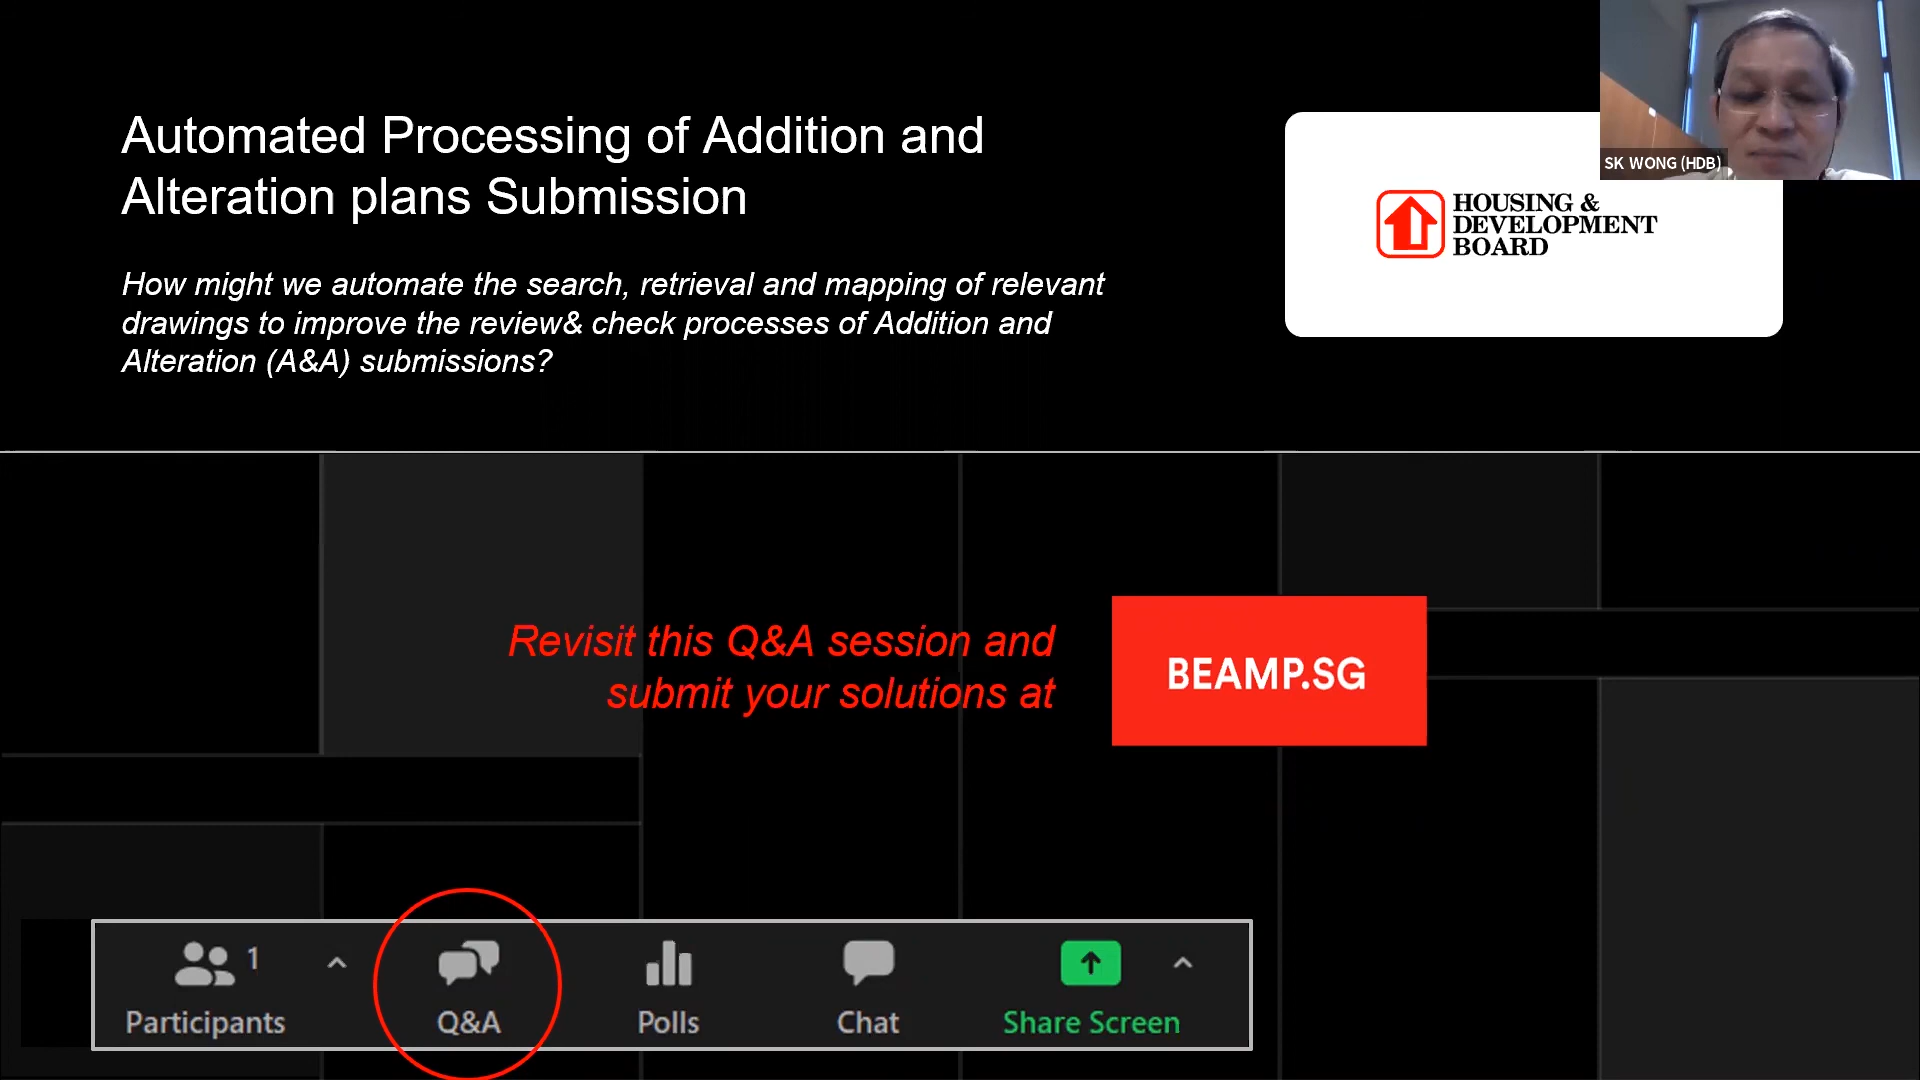 Automated Processing of Addition and
Alteration plans Submission
How might we automate the search, retrieval and mapping of relevant
drawings to improve the review& check processes of Addition and
Alteration (A&A) submissions?
SK WONG (HDB)
HOUSING &
DEVELOPMENT
BOARD
Revisit this Q&A session and
submit your solutions at
BEAMP.SG
1
Participants
Q&A
Polls
Chat
Share Screen